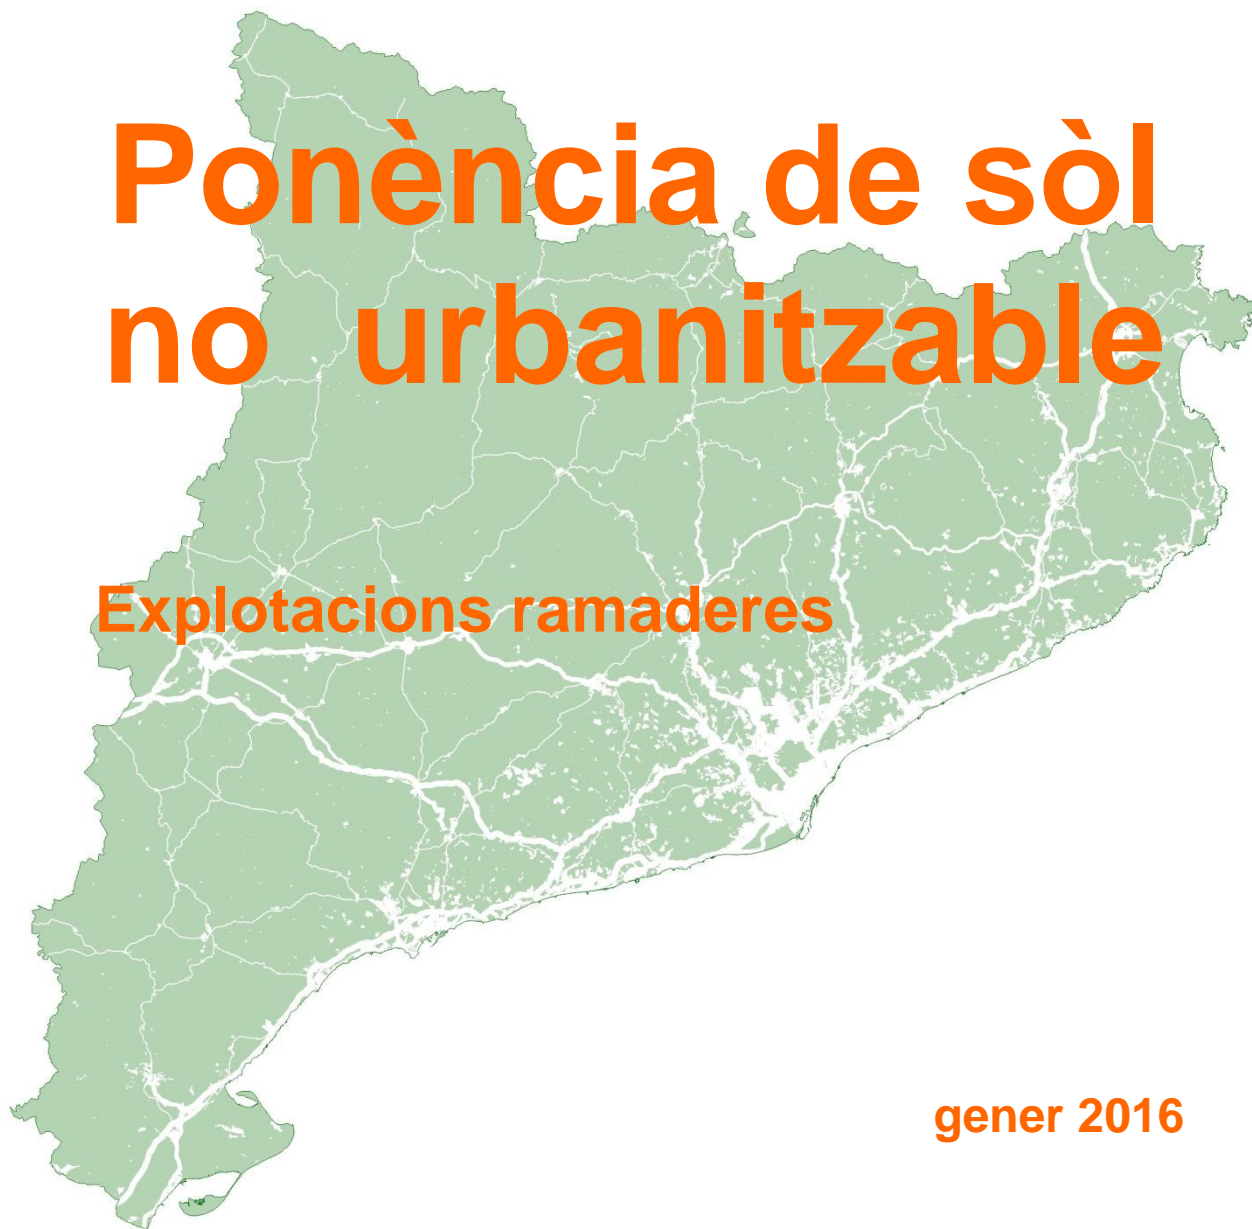 Ponència de sòl
no urbanitzable
Explotacions ramaderes
gener 2016